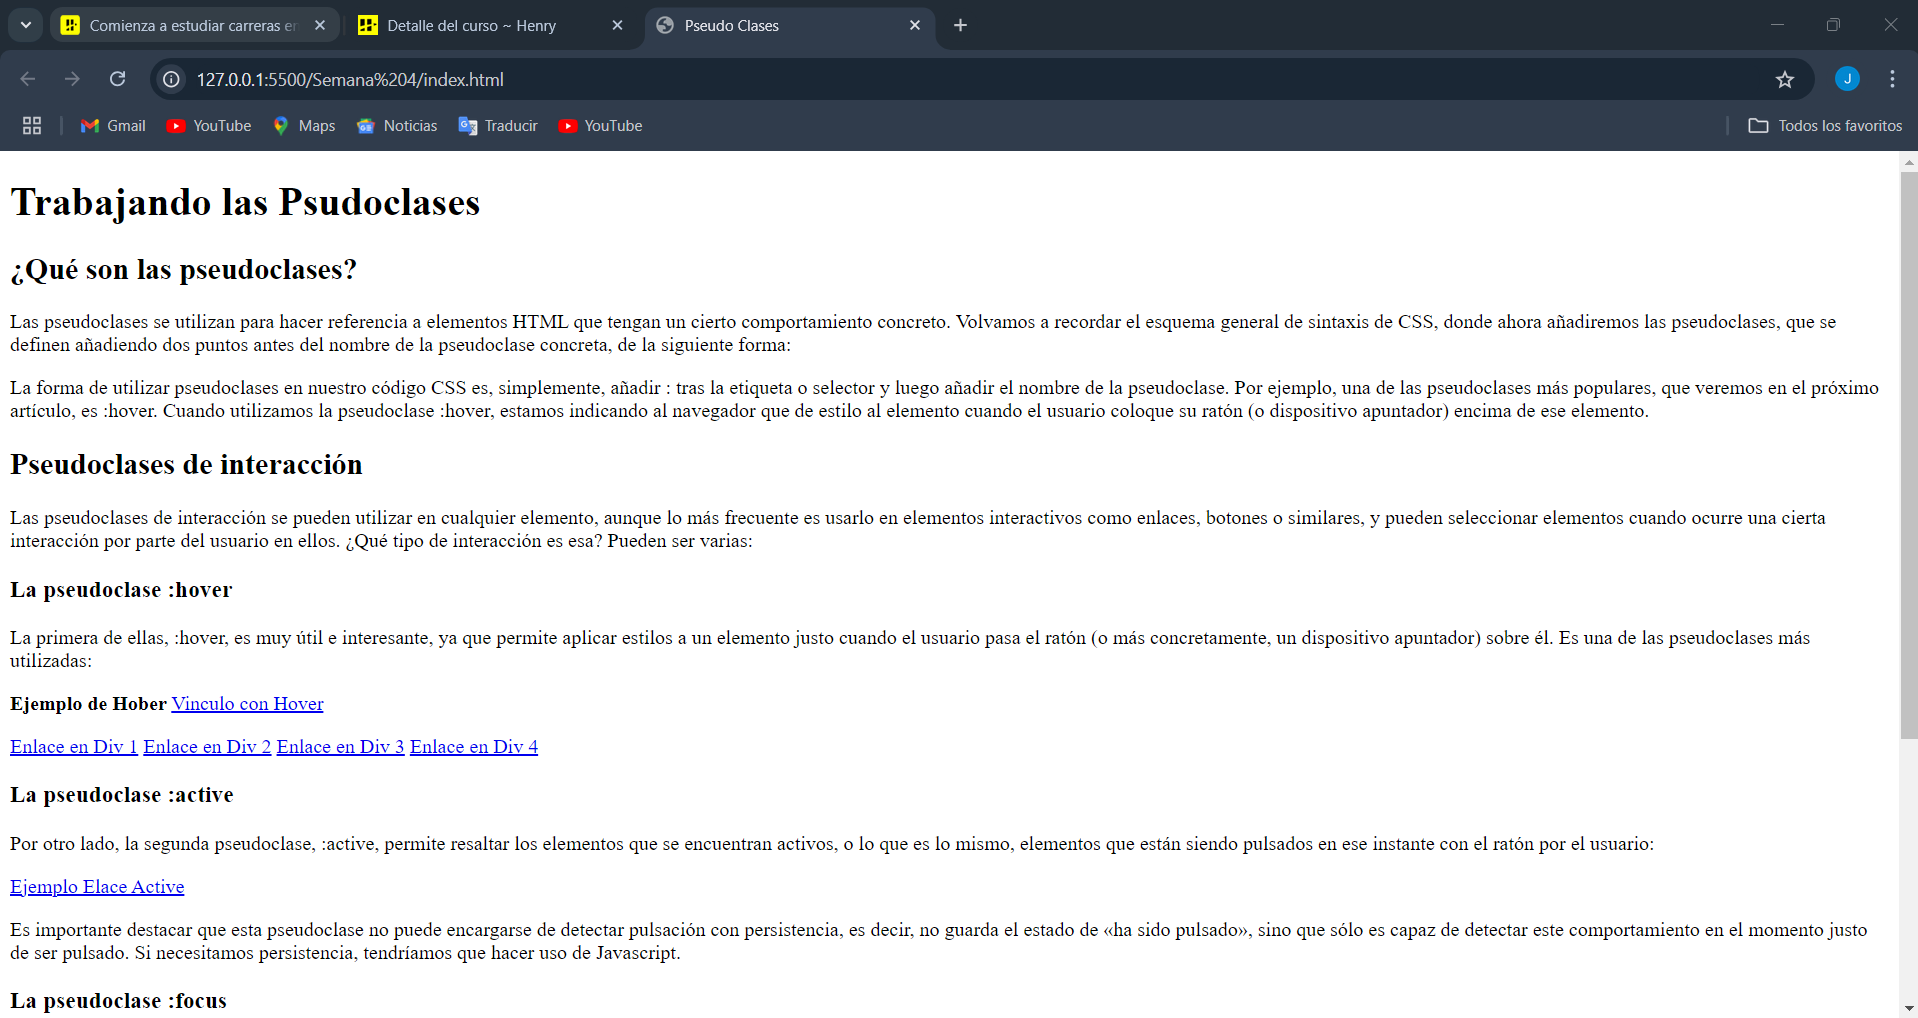 Comienza a estudiar carreras en
Detalle del curso ~ Henry
Pseudo Clases
127.0.0.1:5500/Semana%204/index.html
J
Gmail
YouTube
Maps
Noticias
Traducir
YouTube
Todos los favoritos
Trabajando las Psudoclases
¿Qué son las pseudoclases?
Las pseudoclases se utilizan para hacer referencia a elementos HTML que tengan un cierto comportamiento concreto. Volvamos a recordar el esquema general de sintaxis de CSS, donde ahora añadiremos las pseudoclases, que se
definen añadiendo dos puntos antes del nombre de la pseudoclase concreta, de la siguiente forma:
La forma de utilizar pseudoclases en nuestro código CSS es, simplemente, añadir : tras la etiqueta o selector y luego añadir el nombre de la pseudoclase. Por ejemplo, una de las pseudoclases más populares, que veremos en el próximo
artículo, es :hover. Cuando utilizamos la pseudoclase :hover, estamos indicando al navegador que de estilo al elemento cuando el usuario coloque su ratón (o dispositivo apuntador) encima de ese elemento.
Pseudoclases de interacción
Las pseudoclases de interacción se pueden utilizar en cualquier elemento, aunque lo más frecuente es usarlo en elementos interactivos como enlaces, botones o similares, y pueden seleccionar elementos cuando ocurre una cierta
interacción por parte del usuario en ellos. ¿Qué tipo de interacción es esa? Pueden ser varias:
La pseudoclase :hover
La primera de ellas, :hover, es muy útil e interesante, ya que permite aplicar estilos a un elemento justo cuando el usuario pasa el ratón (o más concretamente, un dispositivo apuntador) sobre él. Es una de las pseudoclases más
utilizadas:
Ejemplo de Hober Vinculo con Hover
Enlace en Div 1 Enlace en Div 2 Enlace en Div 3 Enlace en Div 4
La pseudoclase :active
Por otro lado, la segunda pseudoclase, :active, permite resaltar los elementos que se encuentran activos, o lo que es lo mismo, elementos que están siendo pulsados en ese instante con el ratón por el usuario:
Ejemplo Elace Active
Es importante destacar que esta pseudoclase no puede encargarse de detectar pulsación con persistencia, es decir, no guarda el estado de «ha sido pulsado», sino que sólo es capaz de detectar este comportamiento en el momento justo
de ser pulsado. Si necesitamos persistencia, tendríamos que hacer uso de Javascript.
La pseudoclase :focus